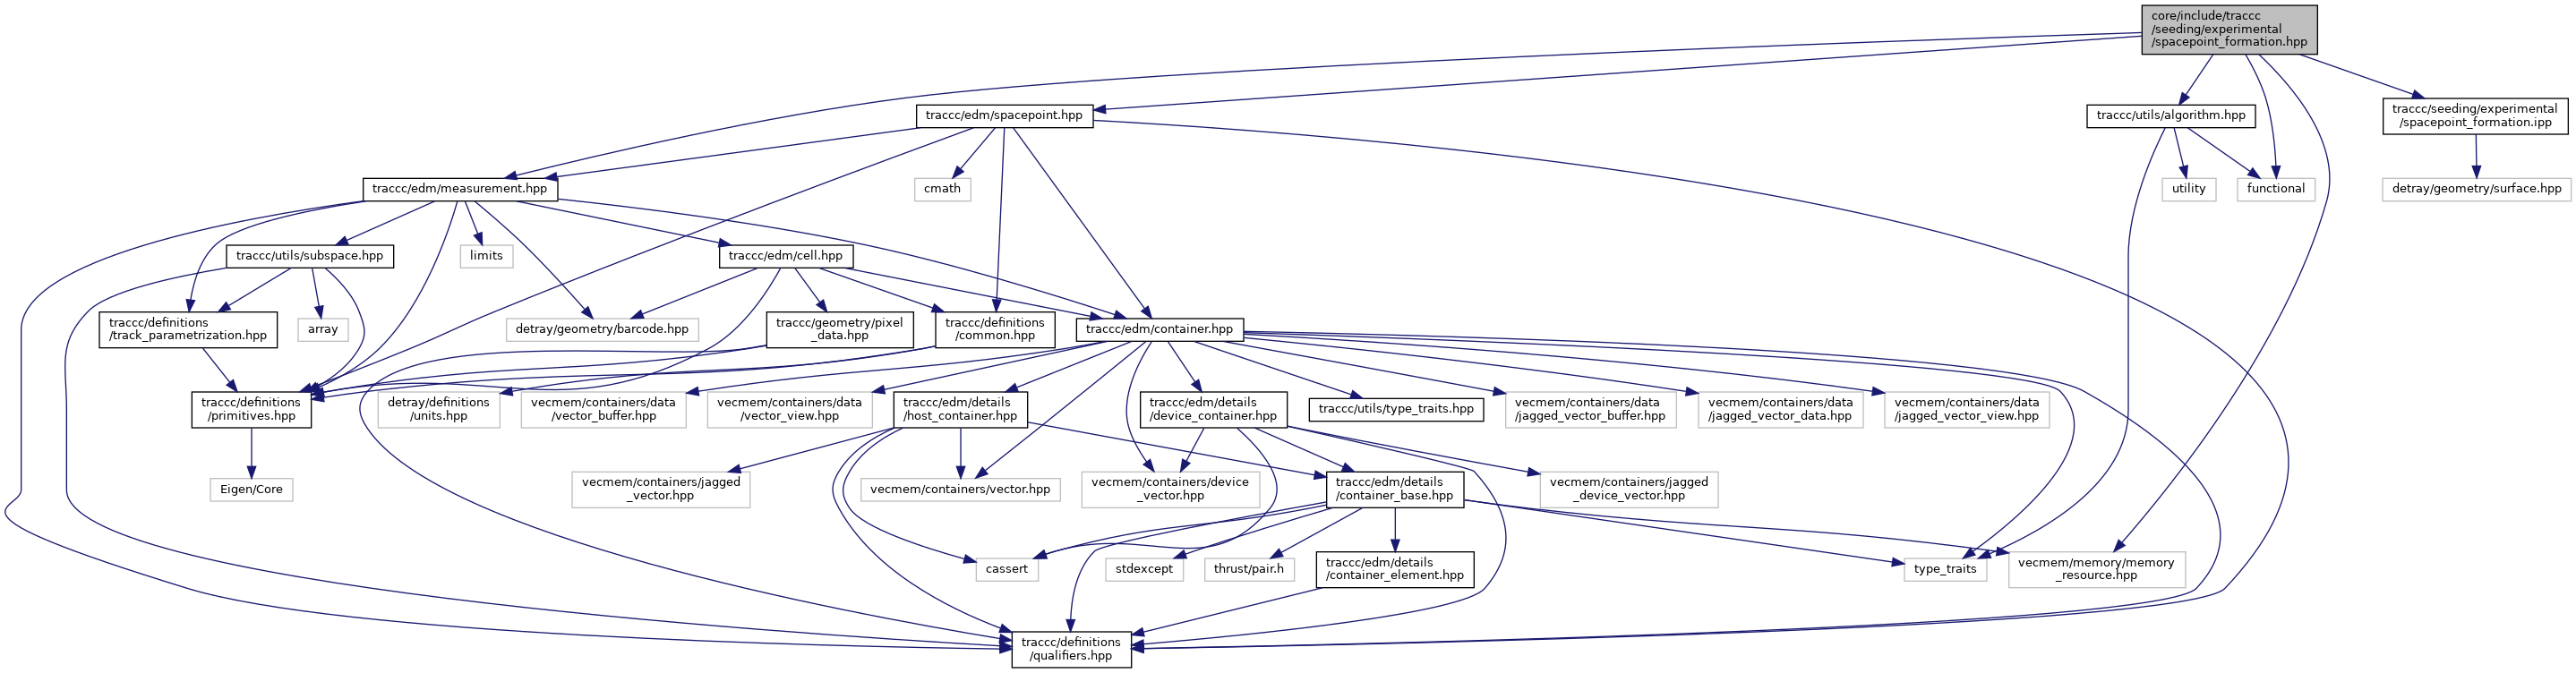 core/include/traccc
/seeding/experimental
/spacepoint_formation.hpp
traccc/edm/spacepoint.hpp
traccc/utils/algorithm.hpp
traccc/seeding/experimental
/spacepoint_formation.ipp
traccc/edm/measurement.hpp
cmath
utility
functional
detray/geometry/surface.hpp
traccc/utils/subspace.hpp
limits
traccc/edm/cell.hpp
traccc/definitions
/track_parametrization.hpp
array
detray/geometry/barcode.hpp
traccc/geometry/pixel
_data.hpp
traccc/definitions
/common.hpp
traccc/edm/container.hpp
traccc/definitions
/primitives.hpp
detray/definitions
/units.hpp
vecmem/containers/data
/vector_buffer.hpp
vecmem/containers/data
/vector_view.hpp
traccc/edm/details
/host_container.hpp
traccc/edm/details
/device_container.hpp
traccc/utils/type_traits.hpp
vecmem/containers/data
/jagged_vector_buffer.hpp
vecmem/containers/data
/jagged_vector_data.hpp
vecmem/containers/data
/jagged_vector_view.hpp
Eigen/Core
vecmem/containers/jagged
_vector.hpp
vecmem/containers/vector.hpp
vecmem/containers/device
_vector.hpp
traccc/edm/details
/container_base.hpp
vecmem/containers/jagged
_device_vector.hpp
cassert
stdexcept
thrust/pair.h
traccc/edm/details
/container_element.hpp
type_traits
vecmem/memory/memory
_resource.hpp
traccc/definitions
/qualifiers.hpp